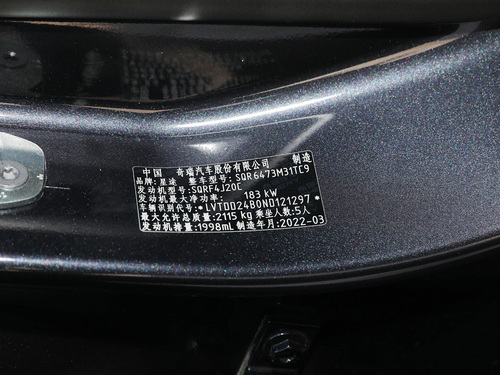 中国 奇瑞汽车股份有限公司 制造
品牌:星途 整车型号:SQR6473M31TC9
发动机型号:SQRF4J20C
发动机最大净功率: 183 kW
车辆识别代号:•LVTDD24B0ND121297•
最大允许总质量:2115 kg 乘坐人数:5人
发动机排量:1998mL 制造年月:2022-03